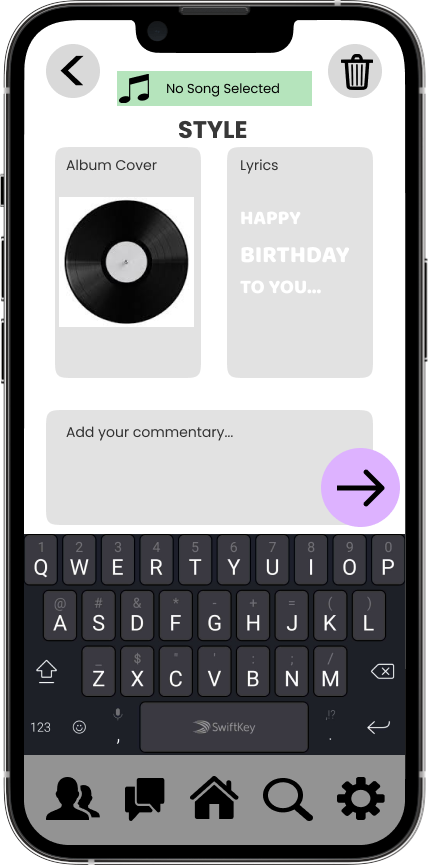 No Song Selected
STYLE
Album Cover
Lyrics
HAPPY
BIRTHDAY
TO YOU...
Add your commentary...
1 2 3 4 5 6 7 8 9 0
Q W E R T Y U I O P
@ # & * - + = ( )
A S D F G H J K L
_ $ " ' : ; /
Z X C V B N M
123 , SwiftKey ,!? .